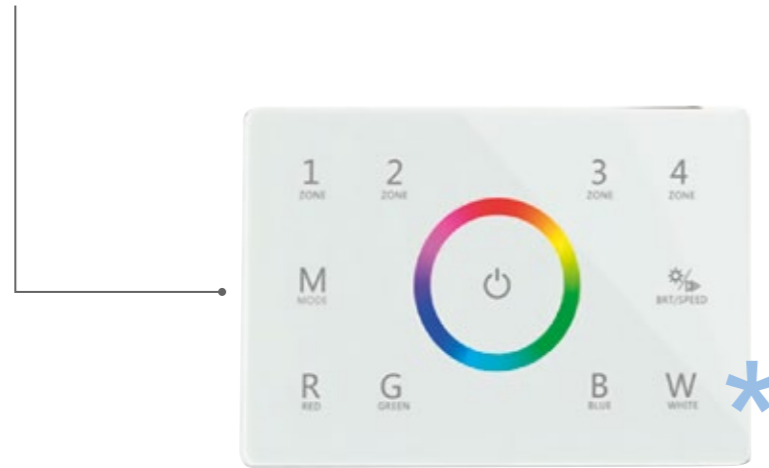 1 2 3 4
ZONE ZONE ZONE ZONE
M
MODE BRT/SPEED
R G B W
RED GREEN BLUE WHITE
*